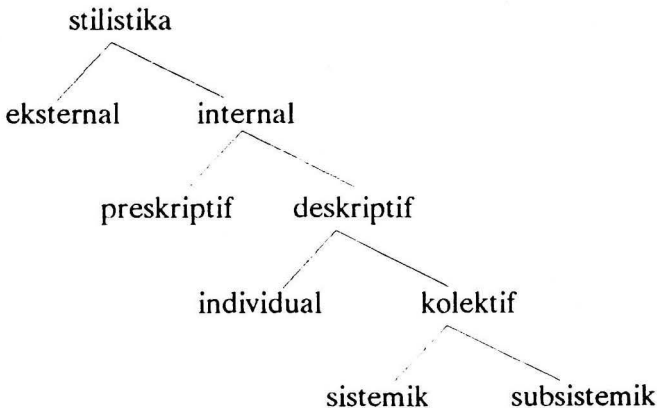 stilistika
eksternal internal
preskriptif deskriptif
individual kolektif
sistemik subsistemik